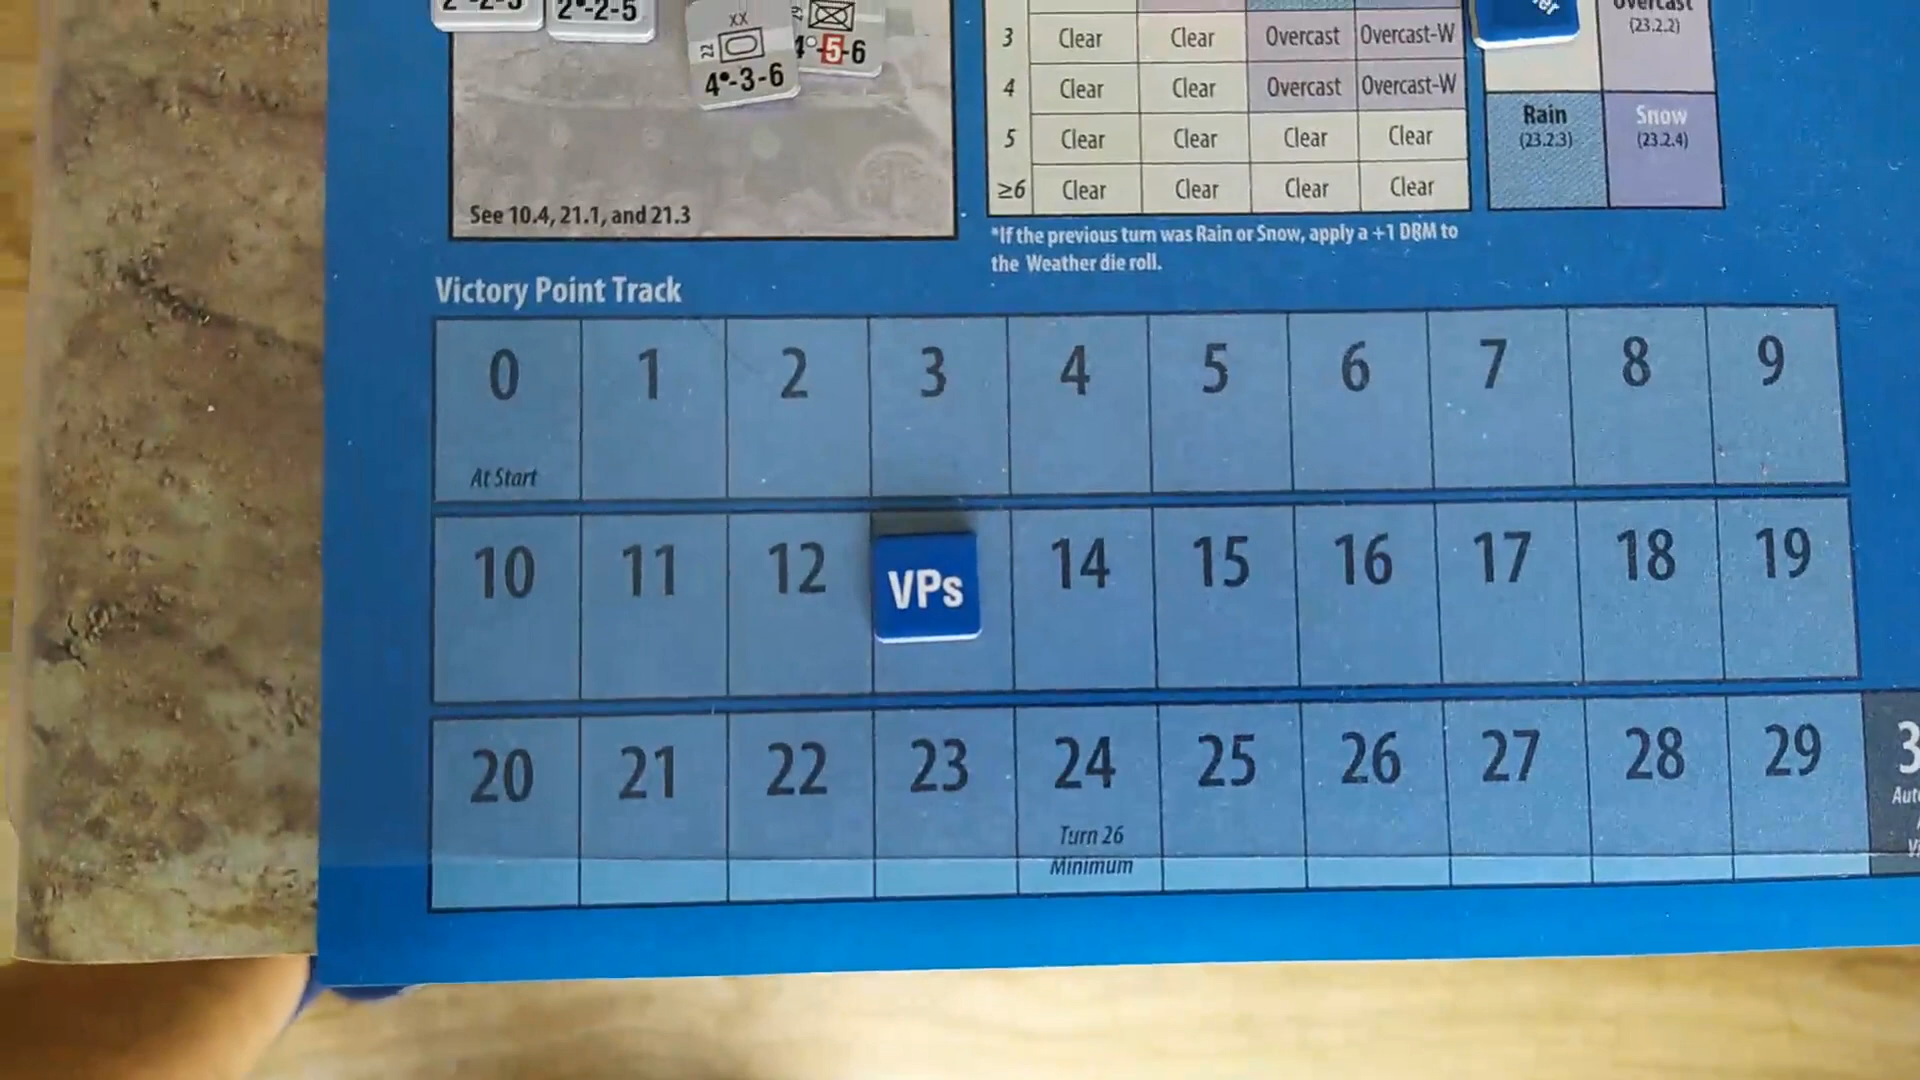 2-2-5
XX
22
4•-3-6
4°-5-6
See 10.4, 21.1, and 21.3
3 Clear Clear Overcast Overcast-W
4 Clear Clear Overcast Overcast-W
5 Clear Clear Clear Clear
≥6 Clear Clear Clear Clear
*If the previous turn was Rain or Snow, apply a +1 DRM to
the Weather die roll.
Overcast
(23.2.2)
Rain
(23.2.3)
Snow
(23.2.4)
Victory Point Track
0 1 2 3 4 5 6 7 8 9
At Start
10 11 12 VPs 14 15 16 17 18 19
20 21 22 23 24 25 26 27 28 29
Turn 26
Minimum